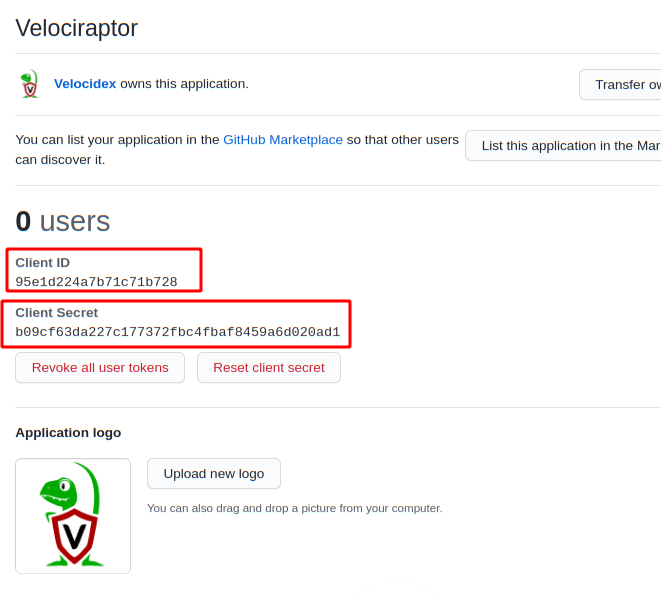 Velociraptor
Velocidex owns this application.
Transfer ow
You can list your application in the GitHub Marketplace so that other users
can discover it.
List this application in the Mar
0 users
Client ID
95e1d224a7b71c71b728
Client Secret
b09cf63da227c177372fbc4fbaf8459a6d020ad1
Revoke all user tokens
Reset client secret
Application logo
V
Upload new logo
You can also drag and drop a picture from your computer.